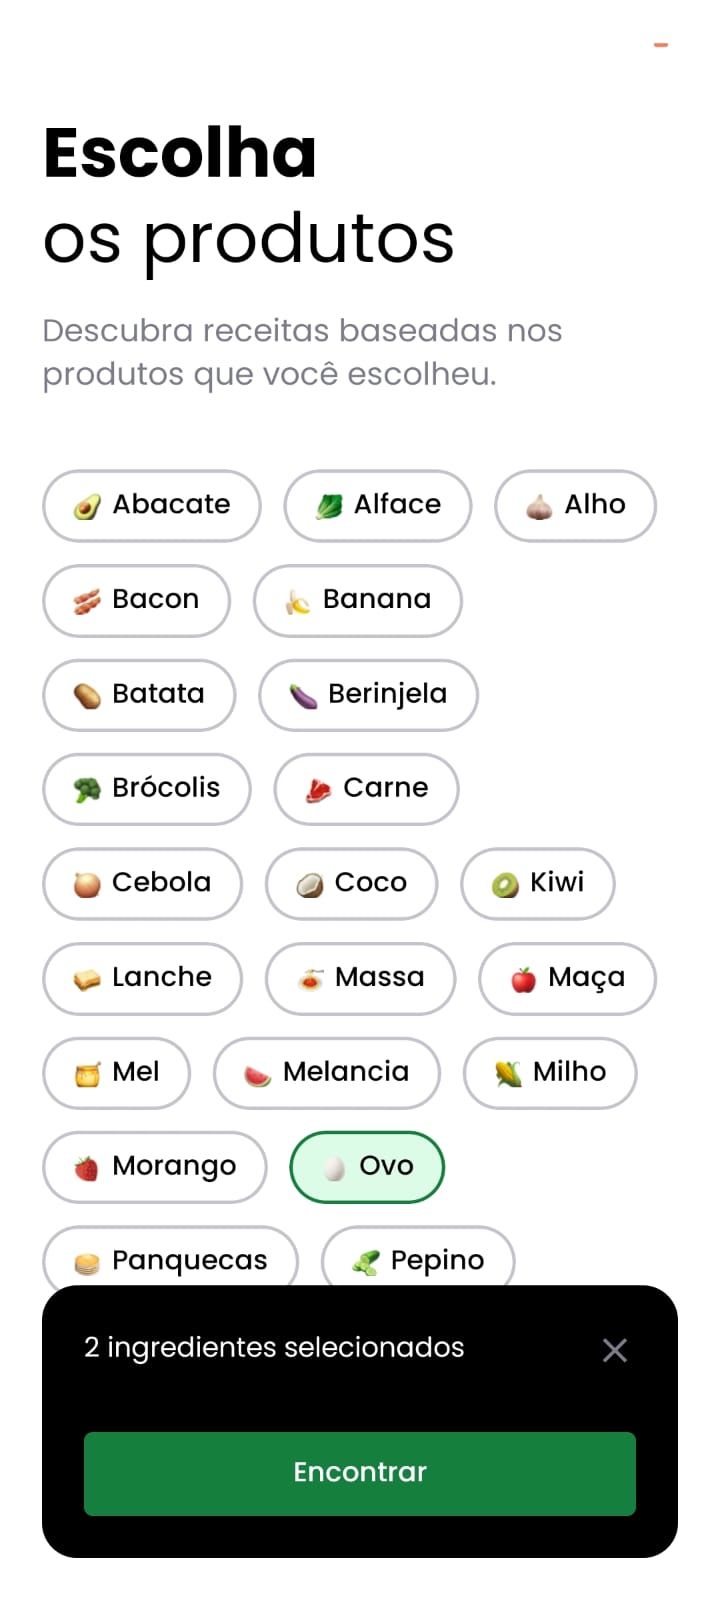 Escolha
os produtos
Descubra receitas baseadas nos
produtos que você escolheu.
Abacate Alface Alho
Bacon Banana
Batata Berinjela
Brócolis Carne
Cebola Coco Kiwi
Lanche Massa Maça
Mel Melancia Milho
Morango Ovo
Panquecas Pepino
2 ingredientes selecionados
Encontrar